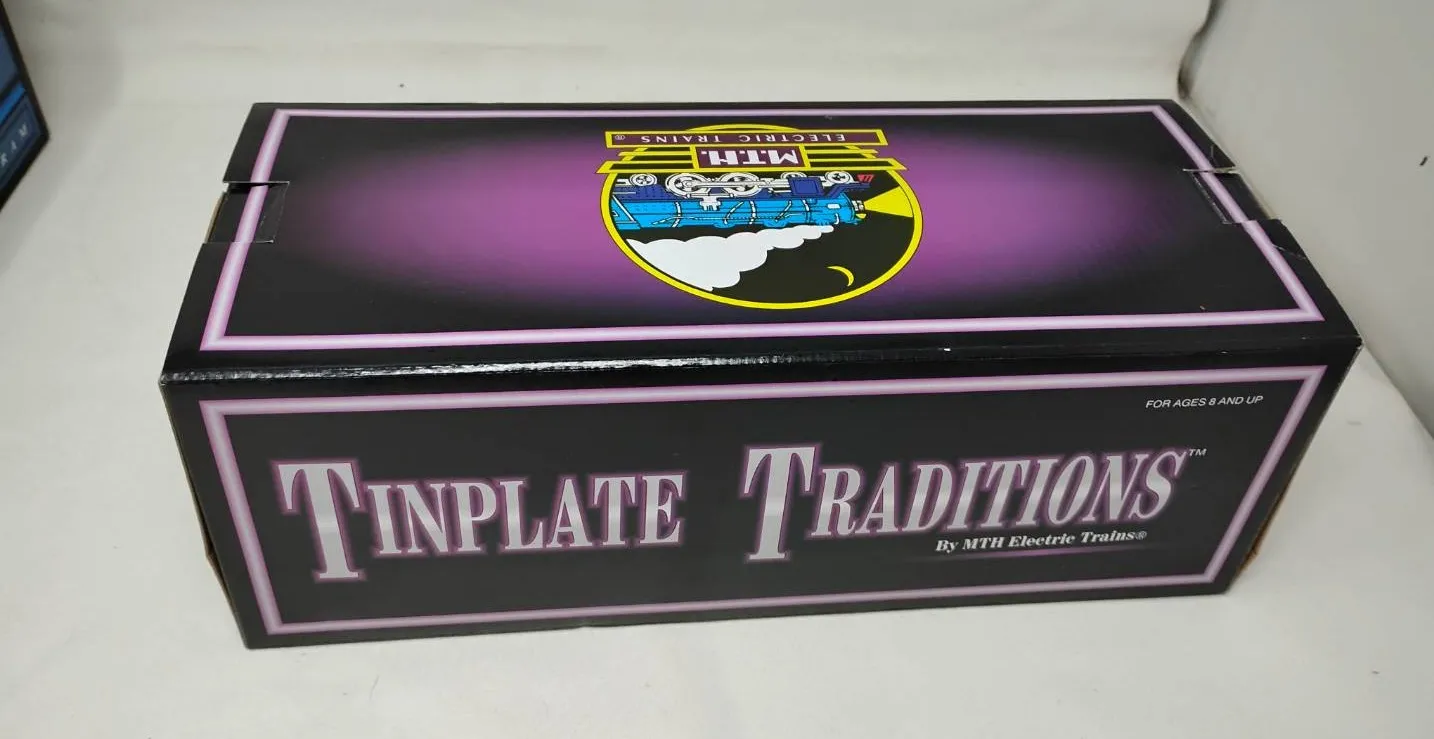 ELECTRIC TRAINS ®
M.T.H.
FOR AGES 8 AND UP
TINPLATE TRADITIONS™
By MTH Electric Trains®